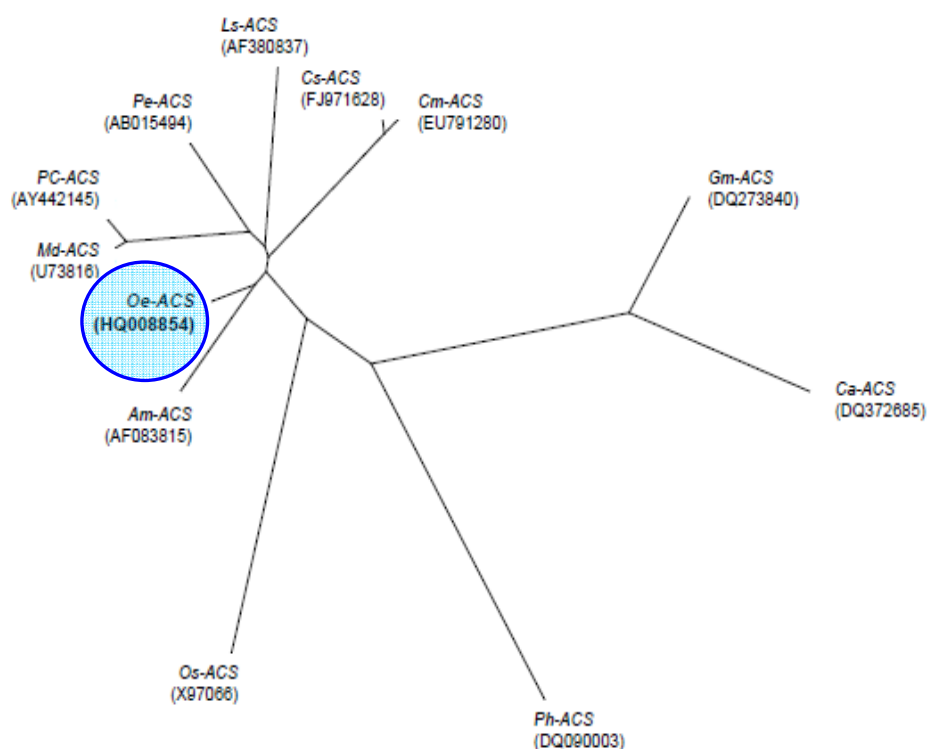 Ls-ACS
(AF380837)
Cs-ACS
(FJ971628)
Cm-ACS
(EU791280)
Pe-ACS
(AB015494)
PC-ACS
(AY442145)
Gm-ACS
(DQ273840)
Md-ACS
(U73816)
Oe-ACS
(HQ008854)
Ca-ACS
(DQ372685)
Am-ACS
(AF083815)
Os-ACS
(X97066)
Ph-ACS
(DQ090003)